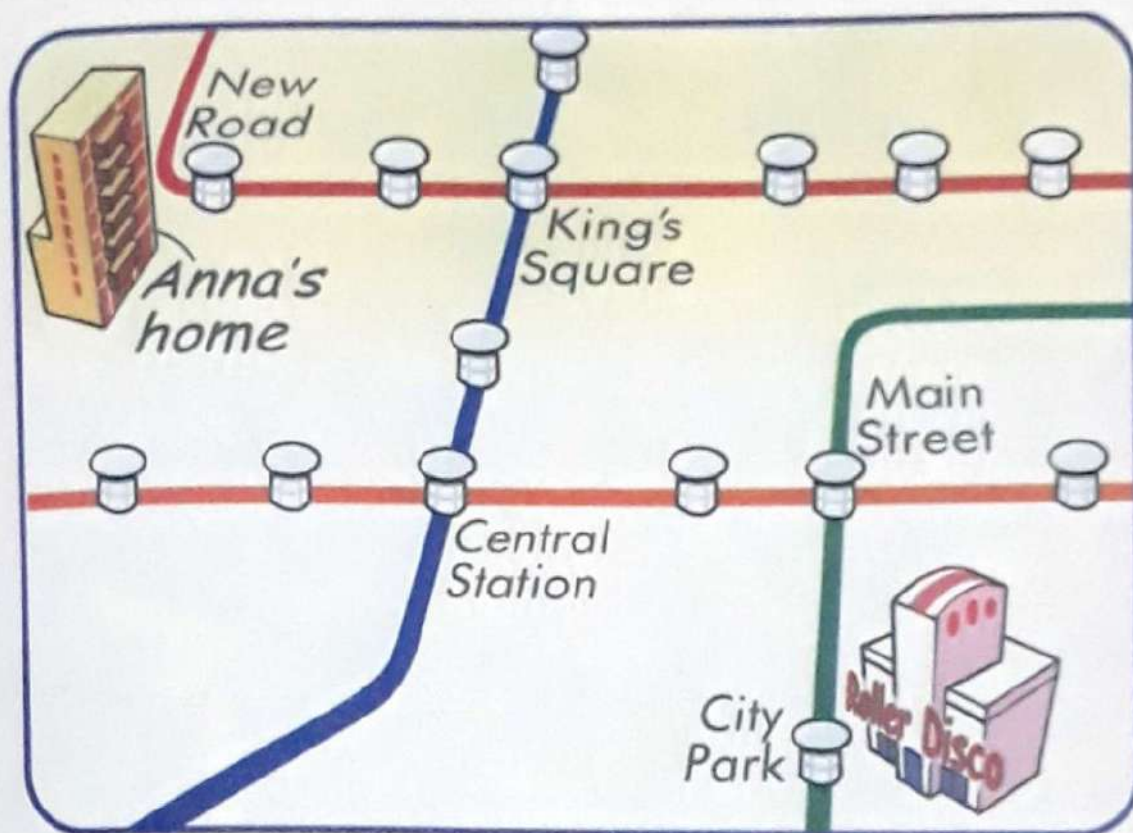 New
Road
Anna's
home
King's
Square
Main
Street
Central
Station
City
Park
Roller Disco